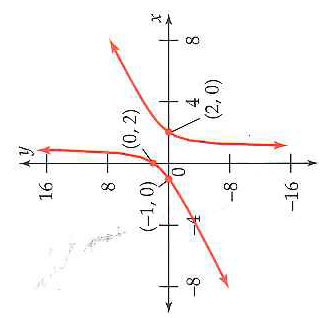 y
16
8
(0, 2)
(−1, 0)
x
−8 −4 0 4 8
(2, 0)
−8
−16